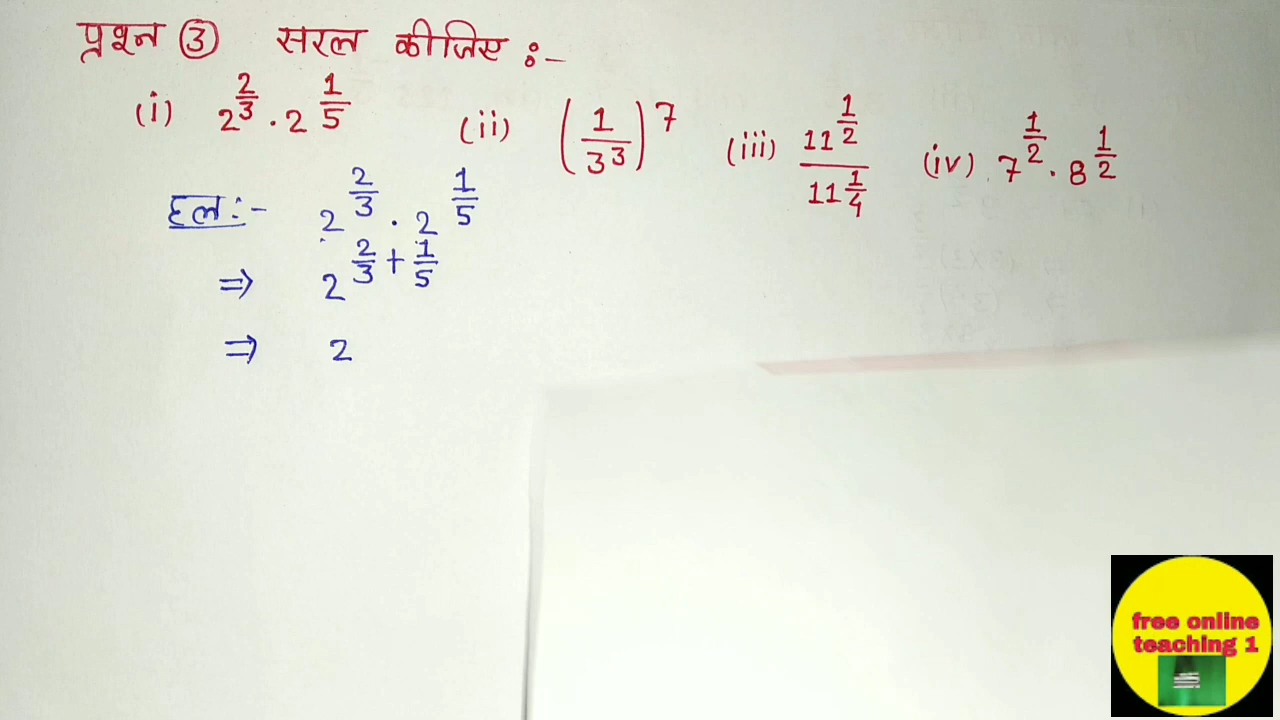 प्रश्न ③ सरल कीजिए :-
(i) 2^(2/3) . 2^(1/5) (ii) (1/3^3)^7 (iii) 11^(1/2)/11^(1/4) (iv) 7^(1/2) . 8^(1/2)
हल:- 2^(2/3) . 2^(1/5)
⇒ 2^(2/3 + 1/5)
⇒ 2
free online
teaching 1